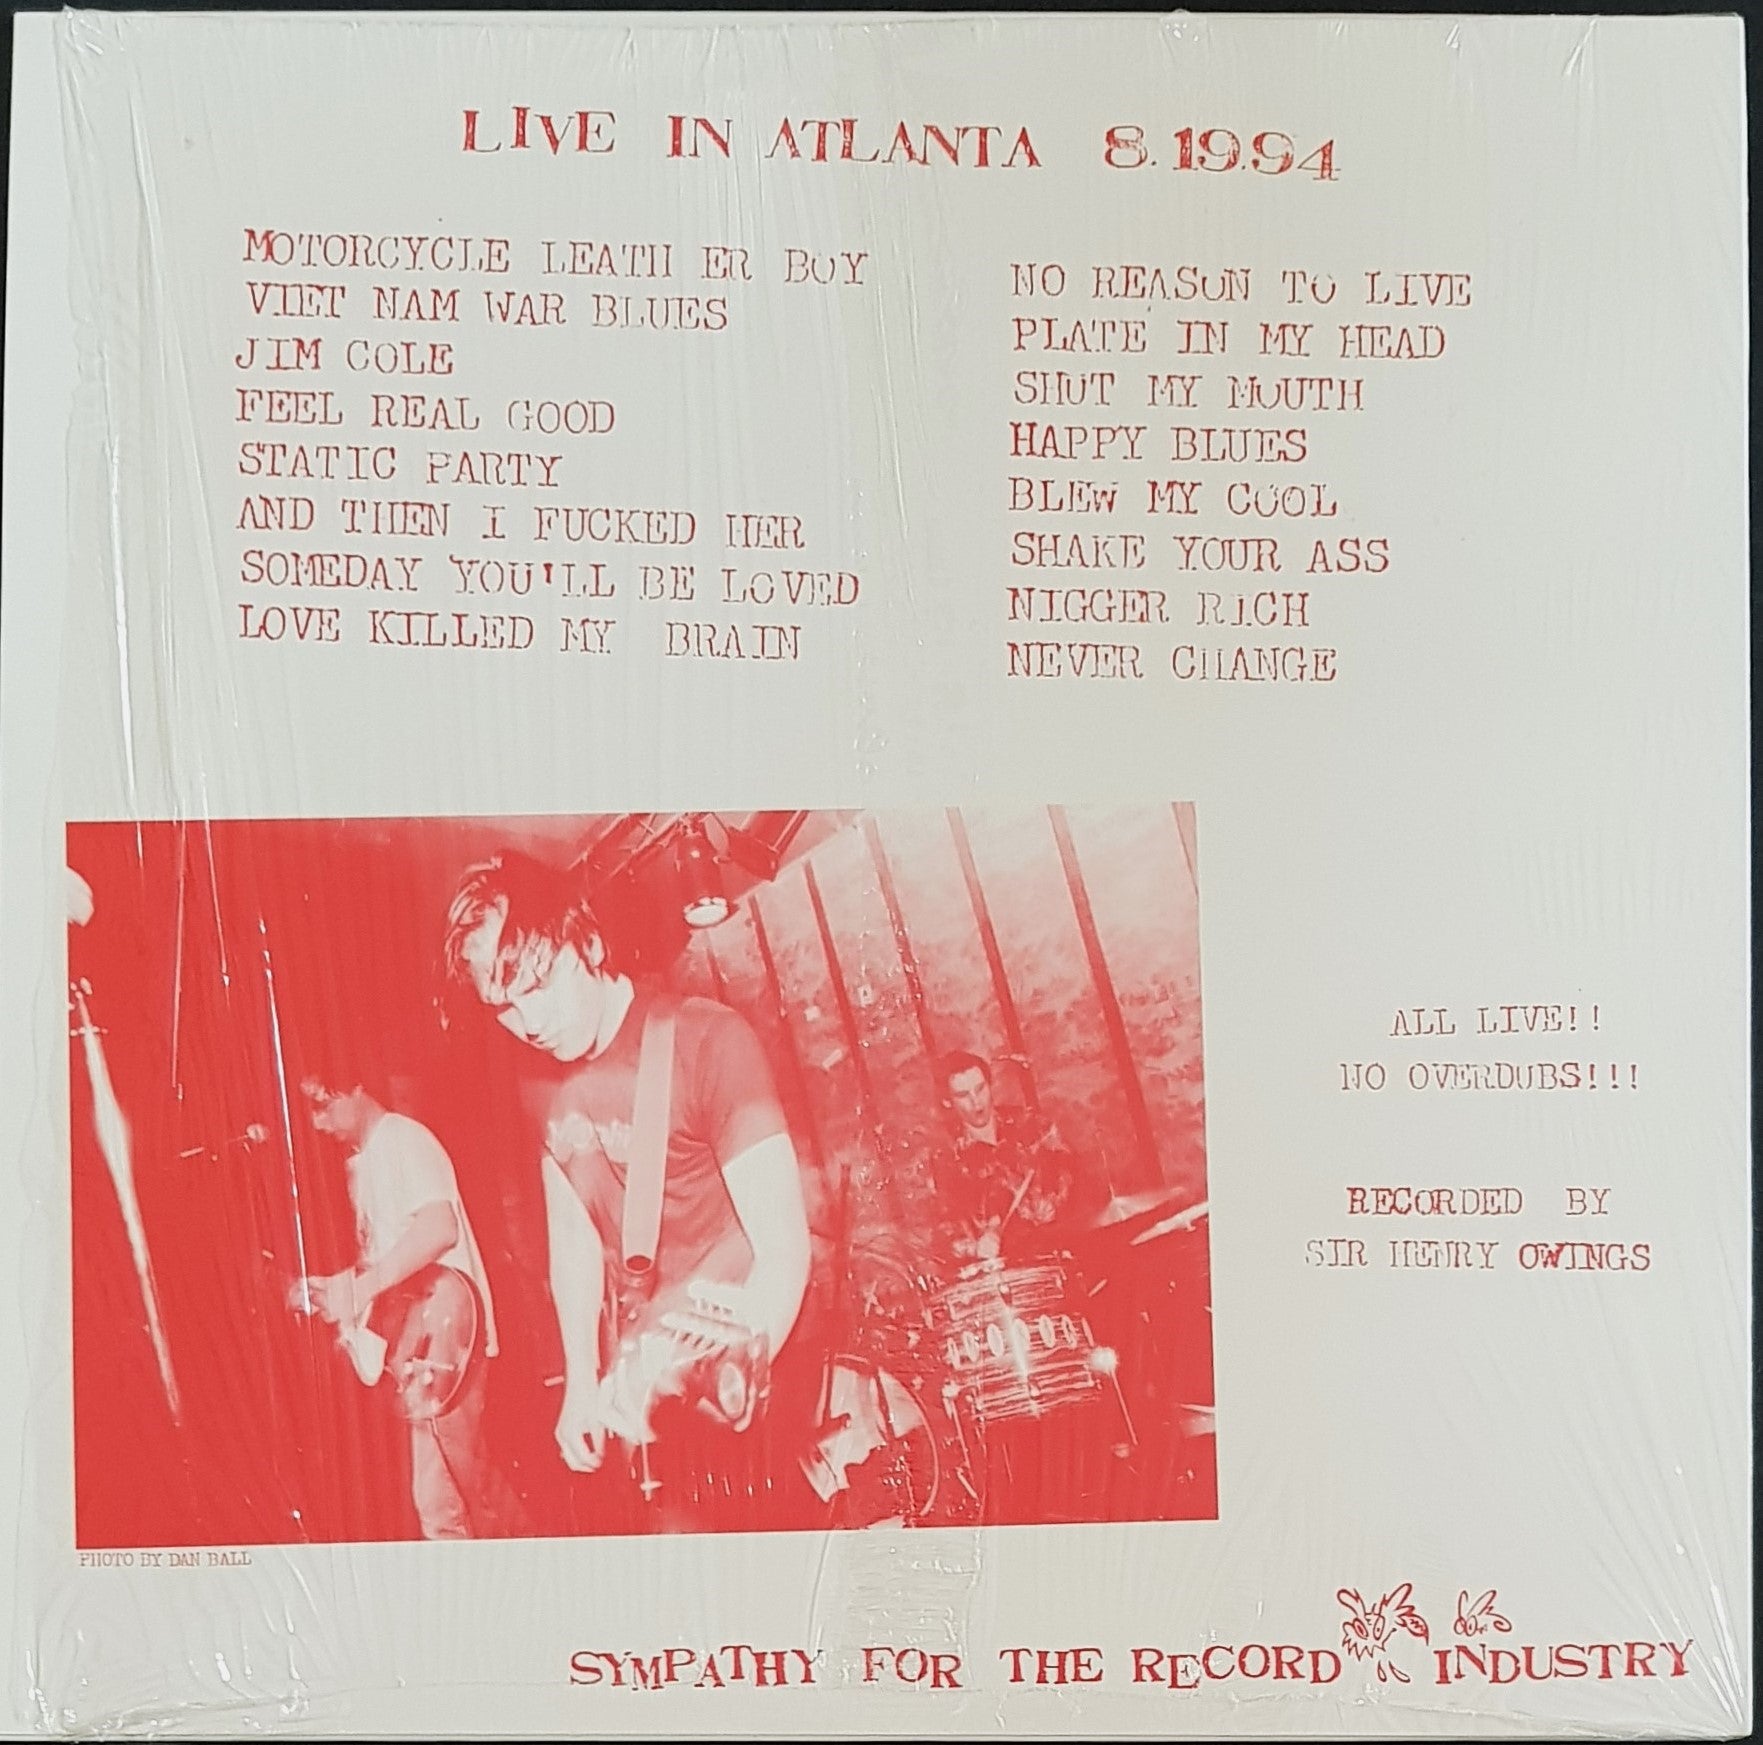 LIVE IN ATLANTA 8.19.94
MOTORCYCLE LEATH ER BOY
VIET NAM WAR BLUES
JIM COLE
FEEL REAL GOOD
STATIC PARTY
AND THEN I FUCKED HER
SOMEDAY YOU'LL BE LOVED
LOVE KILLED MY BRAIN
NO REASON TO LIVE
PLATE IN MY HEAD
SHUT MY MOUTH
HAPPY BLUES
BLEW MY COOL
SHAKE YOUR ASS
NIGGER RICH
NEVER CHANGE
ALL LIVE!!
NO OVERDUBS!!!
RECORDED BY
SIR HENRY OWINGS
PHOTO BY DAN BALL
SYMPATHY FOR THE RECORD INDUSTRY